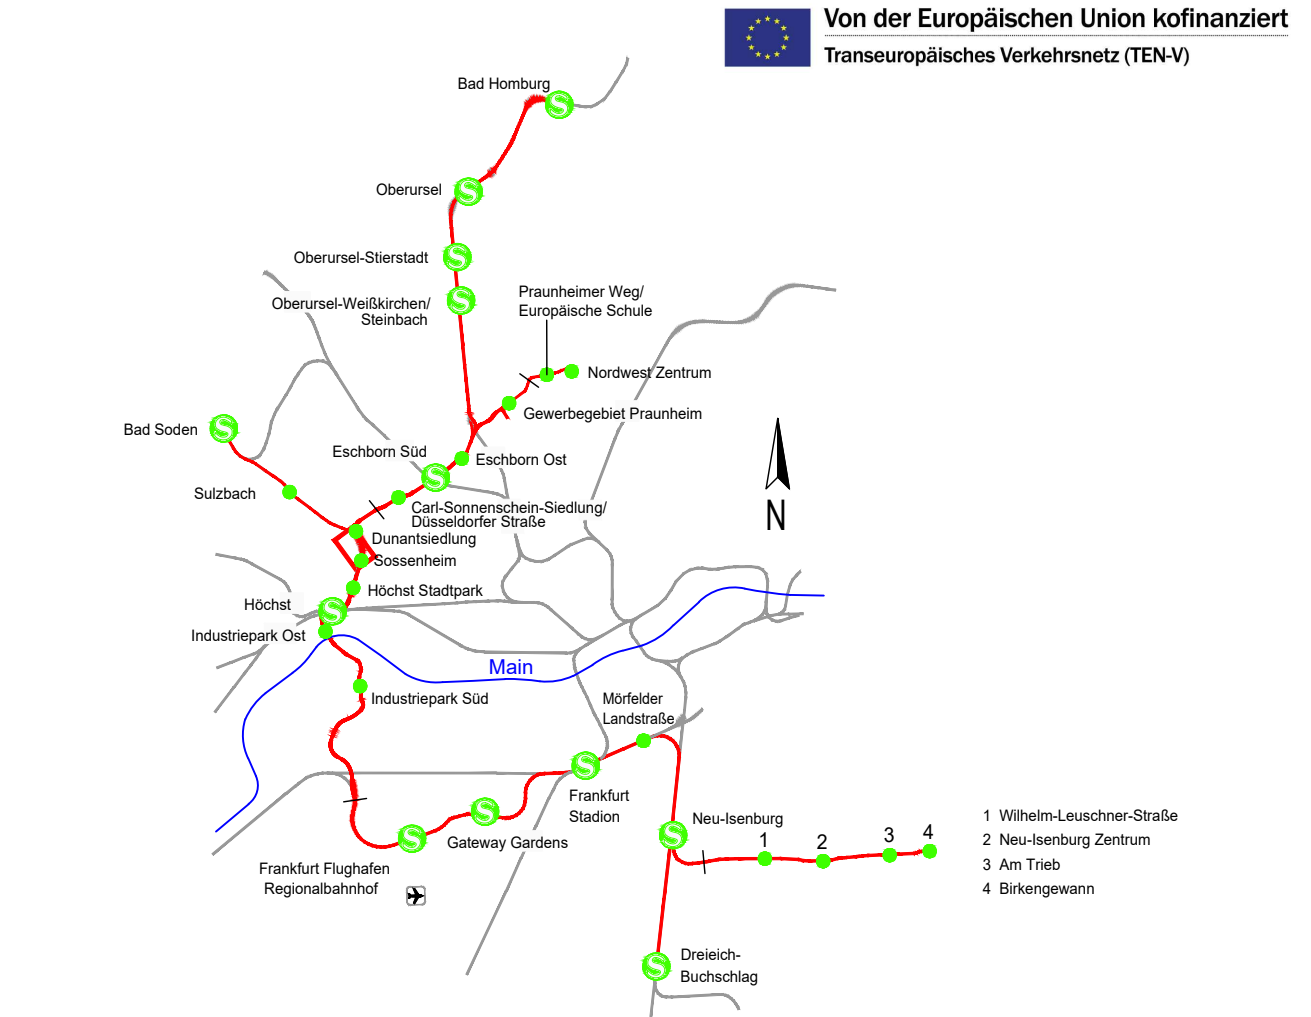 Von der Europäischen Union kofinanziert
Transeuropäisches Verkehrsnetz (TEN-V)
Bad Homburg
S
Oberursel
S
Oberursel-Stierstadt
S
Oberursel-Weißkirchen/
Steinbach
S
Praunheimer Weg/
Europäische Schule
Nordwest Zentrum
Gewerbegebiet Praunheim
Bad Soden
S
Eschborn Süd
S
Eschborn Ost
Sulzbach
Carl-Sonnenschein-Siedlung/
Düsseldorfer Straße
N
Dunantsiedlung
Sossenheim
Höchst Stadtpark
Höchst
S
Industriepark Ost
Main
Industriepark Süd
Mörfelder
Landstraße
S
Frankfurt
Stadion
S
Gateway Gardens
S
Frankfurt Flughafen
Regionalbahnhof
Neu-Isenburg
S
1
2
3
4
1 Wilhelm-Leuschner-Straße
2 Neu-Isenburg Zentrum
3 Am Trieb
4 Birkengewann
S
Dreieich-
Buchschlag